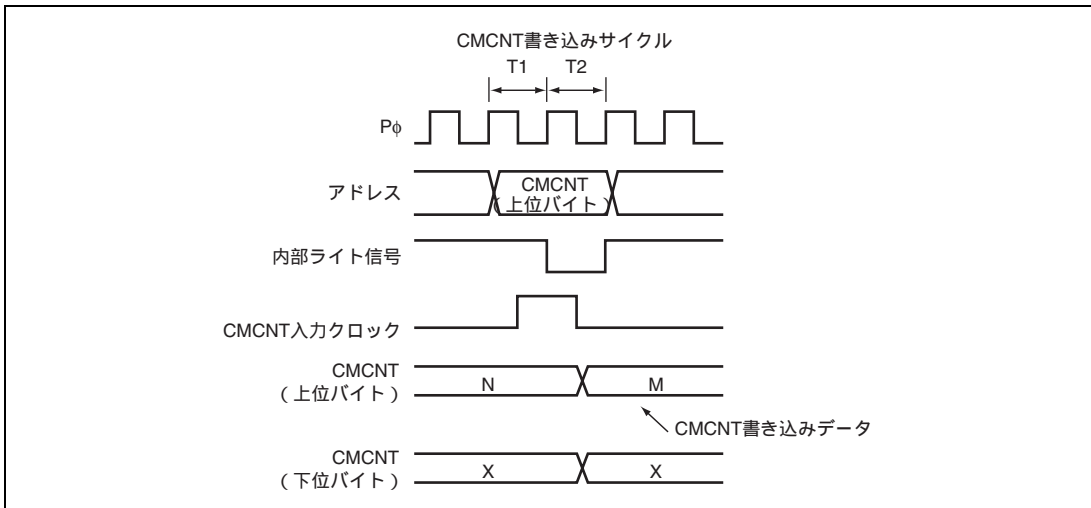 CMCNT書き込みサイクル
T1 T2
Pφ
アドレス
CMCNT
(上位バイト)
内部ライト信号
CMCNT入力クロック
CMCNT
(上位バイト)
N M
CMCNT書き込みデータ
CMCNT
(下位バイト)
X X